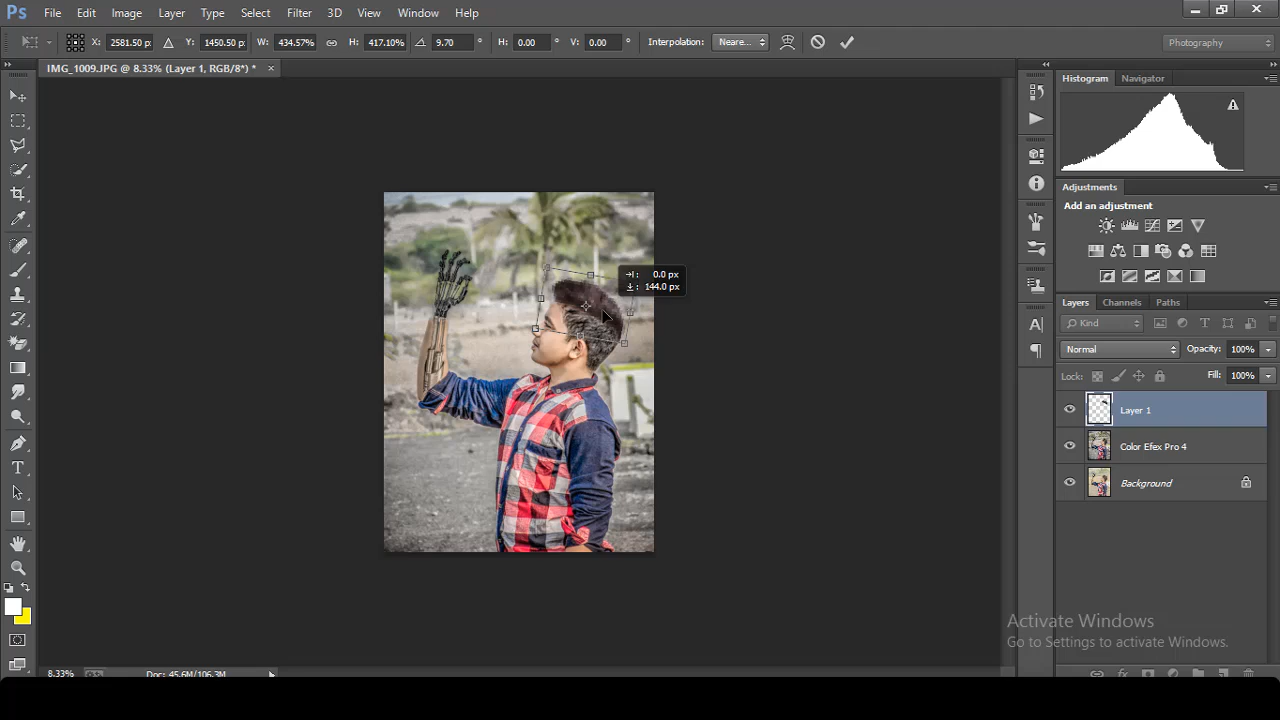 Ps File Edit Image Layer Type Select Filter 3D View Window Help
X: 2581.50 px Y: 1450.50 px W: 434.57% H: 417.10% 9.70 ° H: 0.00 ° V: 0.00 ° Interpolation: Neare... Photography
IMG_1009.JPG @ 8.33% (Layer 1, RGB/8*) * ×
Histogram Navigator
Adjustments
Add an adjustment
0.0 px
144.0 px
Layers Channels Paths
Kind
Normal Opacity: 100%
Lock: Fill: 100%
Layer 1
Color Efex Pro 4
Background
Activate Windows
Go to Settings to activate Windows.
8.33% Doc: 45.6M/106.3M